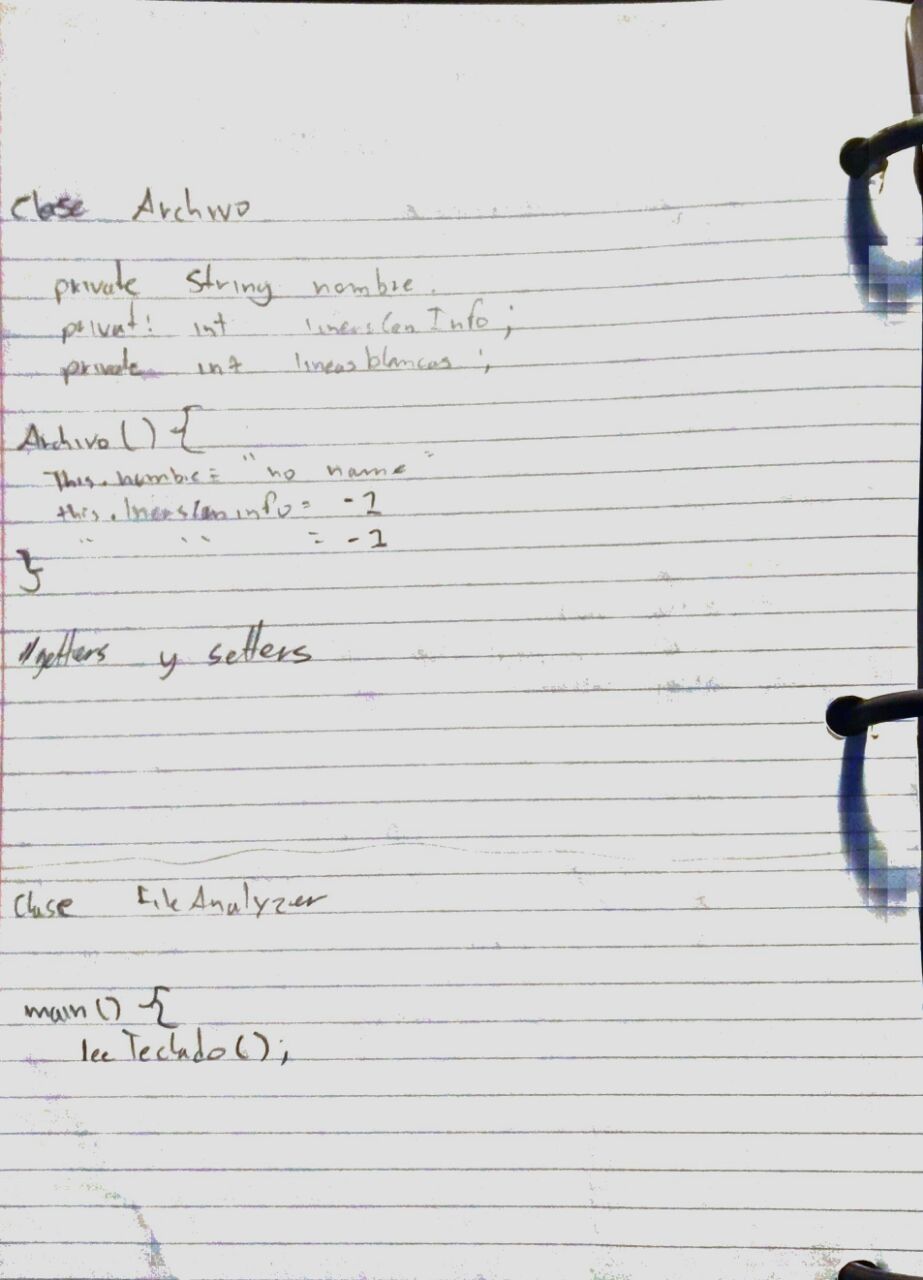 Clase Archivo
private String nombre.
privat: int lineasConInfo;
private int lineasblancas;
Archivo() {
This.nombre= "no name"
this.lineasConinfo= -1
" " = -1
}
//getters y setters
Clase FileAnalyzer
main() {
leeTeclado();